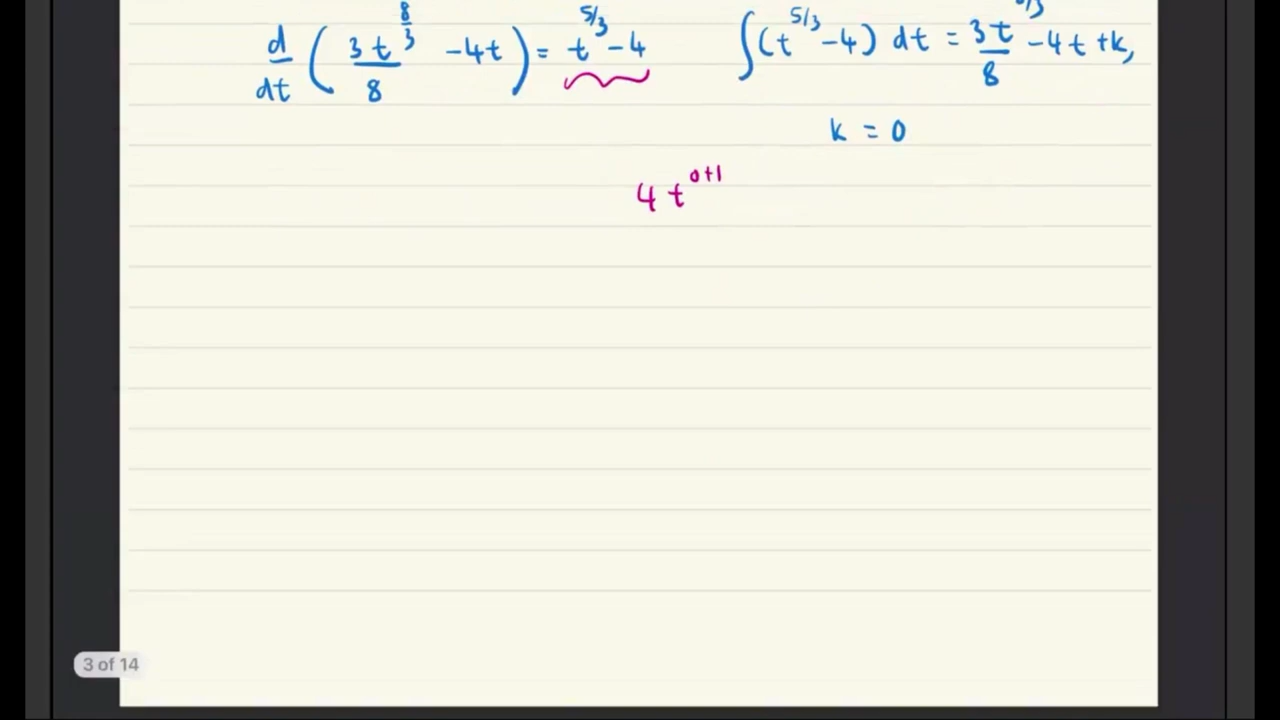 d/dt ( 3t^{8/3}/8 - 4t ) = t^{5/3} - 4    ∫(t^{5/3} - 4) dt = 3t^{8/3}/8 - 4t + k,
k = 0
4 t^{0+1}
3 of 14